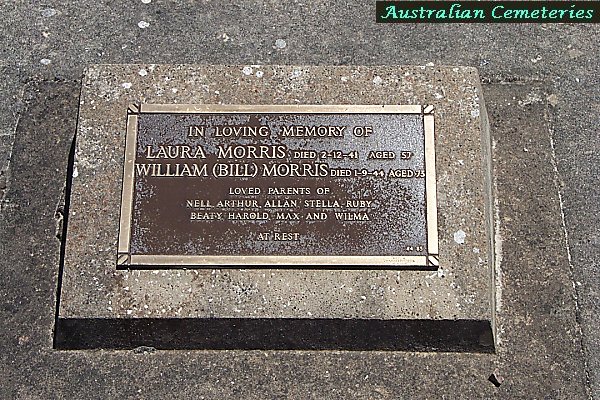 Australian Cemeteries
IN LOVING MEMORY OF
LAURA MORRIS DIED 2-12-41 AGED 57
WILLIAM (BILL) MORRIS DIED 1-9-44 AGED 73
LOVED PARENTS OF
NELL ARTHUR ALLAN STELLA RUBY
BEATY HAROLD MAX AND WILMA
AT REST